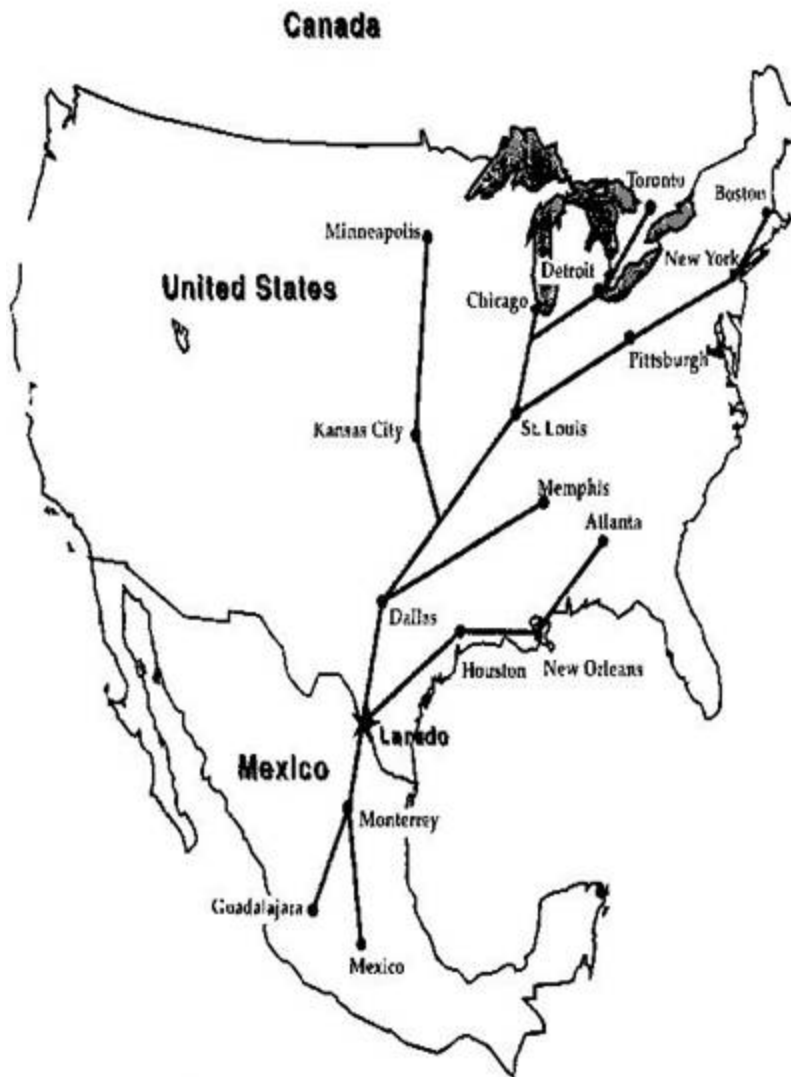 Canada
Toronto
Boston
Minneapolis
Detroit
New York
United States
Chicago
Pittsburgh
Kansas City
St. Louis
Memphis
Atlanta
Dallas
Houston
New Orleans
Laredo
Mexico
Monterrey
Guadalajara
Mexico